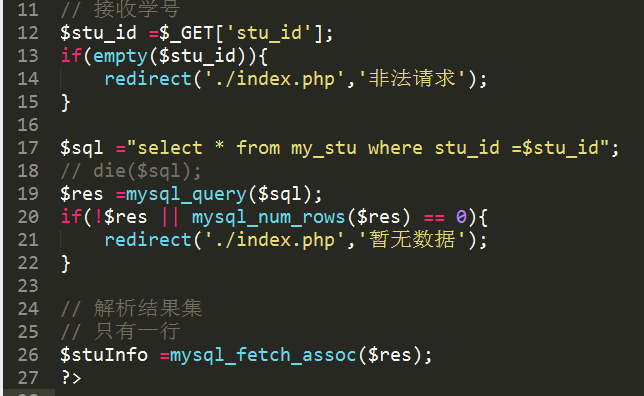 11 // 接收学号
12 $stu_id =$_GET['stu_id'];
13 if(empty($stu_id)){
14     redirect('./index.php','非法请求');
15 }
16
17 $sql ="select * from my_stu where stu_id =$stu_id";
18 // die($sql);
19 $res =mysql_query($sql);
20 if(!$res || mysql_num_rows($res) == 0){
21     redirect('./index.php','暂无数据');
22 }
23
24 // 解析结果集
25 // 只有一行
26 $stuInfo =mysql_fetch_assoc($res);
27 ?>